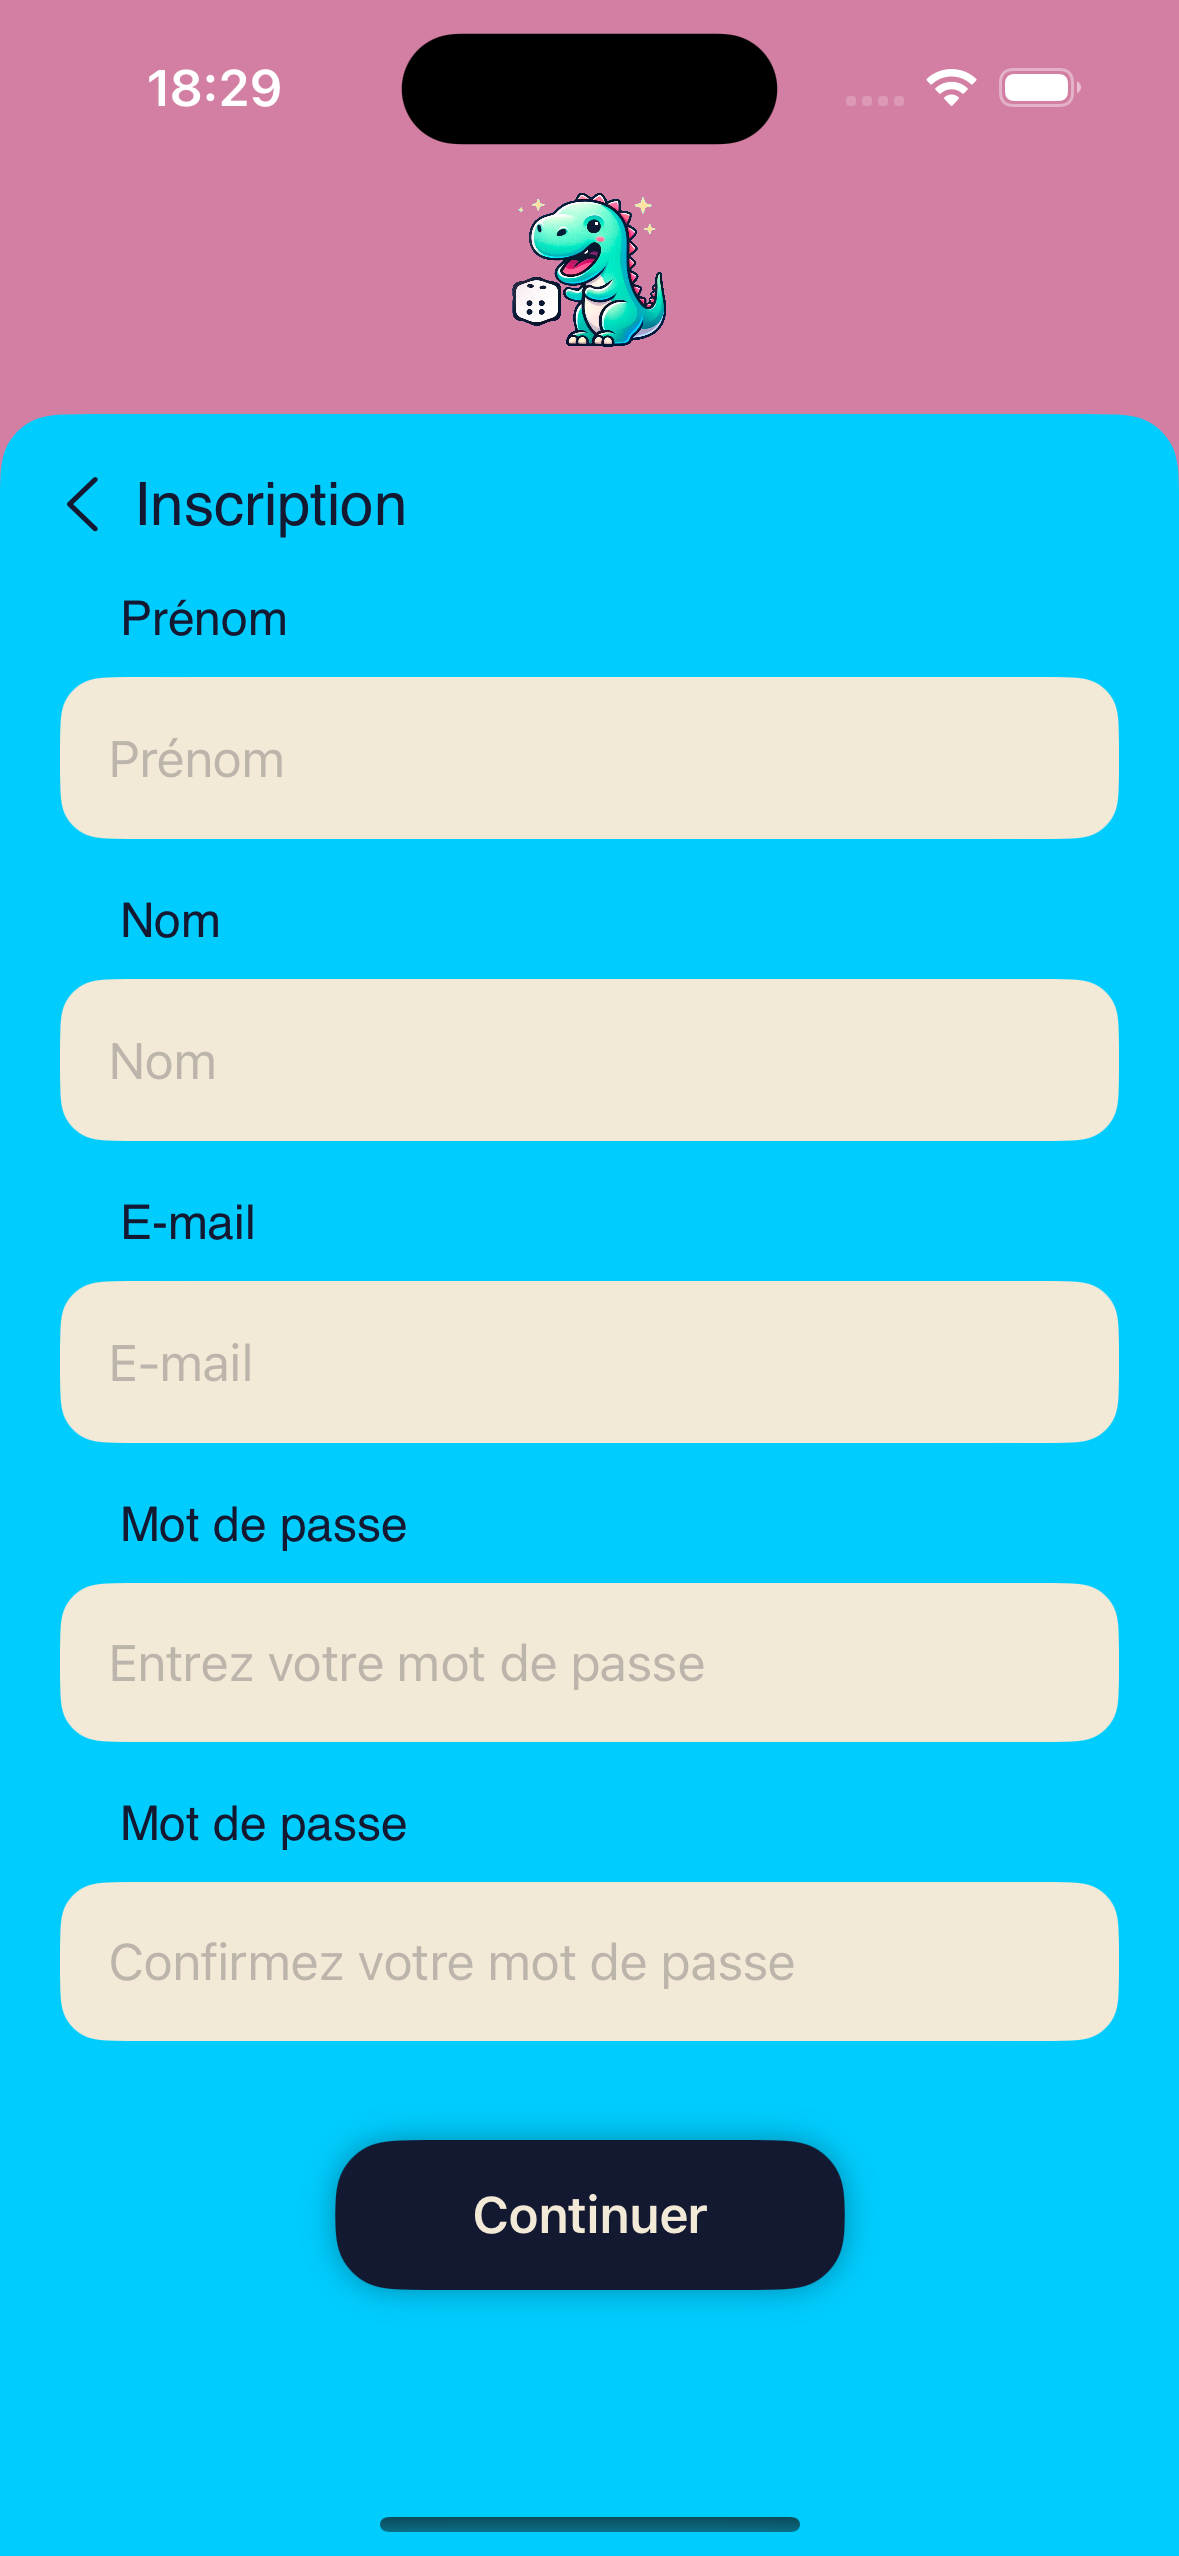 18:29
Inscription
Prénom
Prénom
Nom
Nom
E-mail
E-mail
Mot de passe
Entrez votre mot de passe
Mot de passe
Confirmez votre mot de passe
Continuer